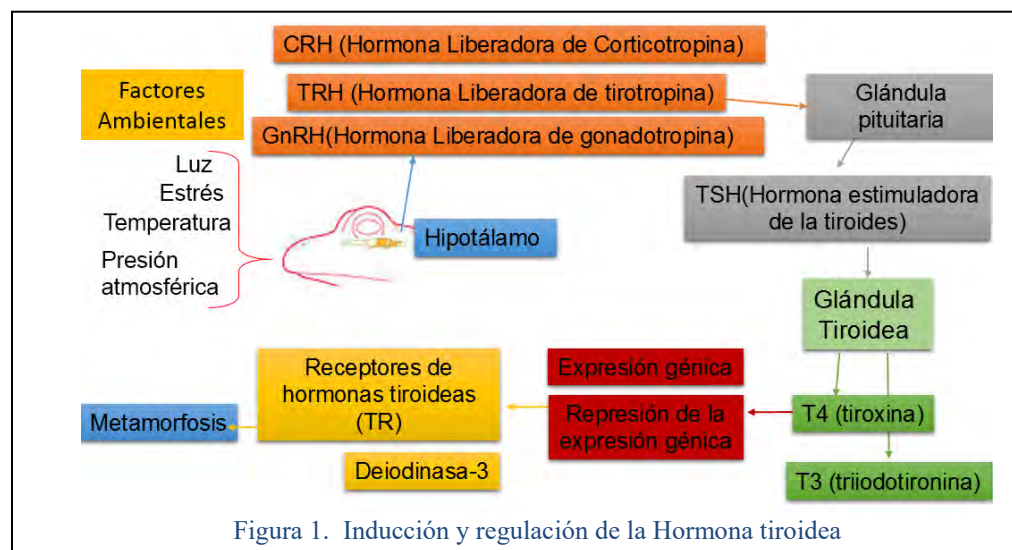 CRH (Hormona Liberadora de Corticotropina)
Factores
Ambientales
TRH (Hormona Liberadora de tirotropina)
Glándula
pituitaria
GnRH(Hormona Liberadora de gonadotropina)
Luz
Estrés
Temperatura
Presión
atmosférica
Hipotálamo
TSH(Hormona estimuladora
de la tiroides)
Glándula
Tiroidea
Receptores de
hormonas tiroideas
(TR)
Expresión génica
Represión de la
expresión génica
T4 (tiroxina)
Metamorfosis
Deiodinasa-3
T3 (triiodotironina)
Figura 1. Inducción y regulación de la Hormona tiroidea